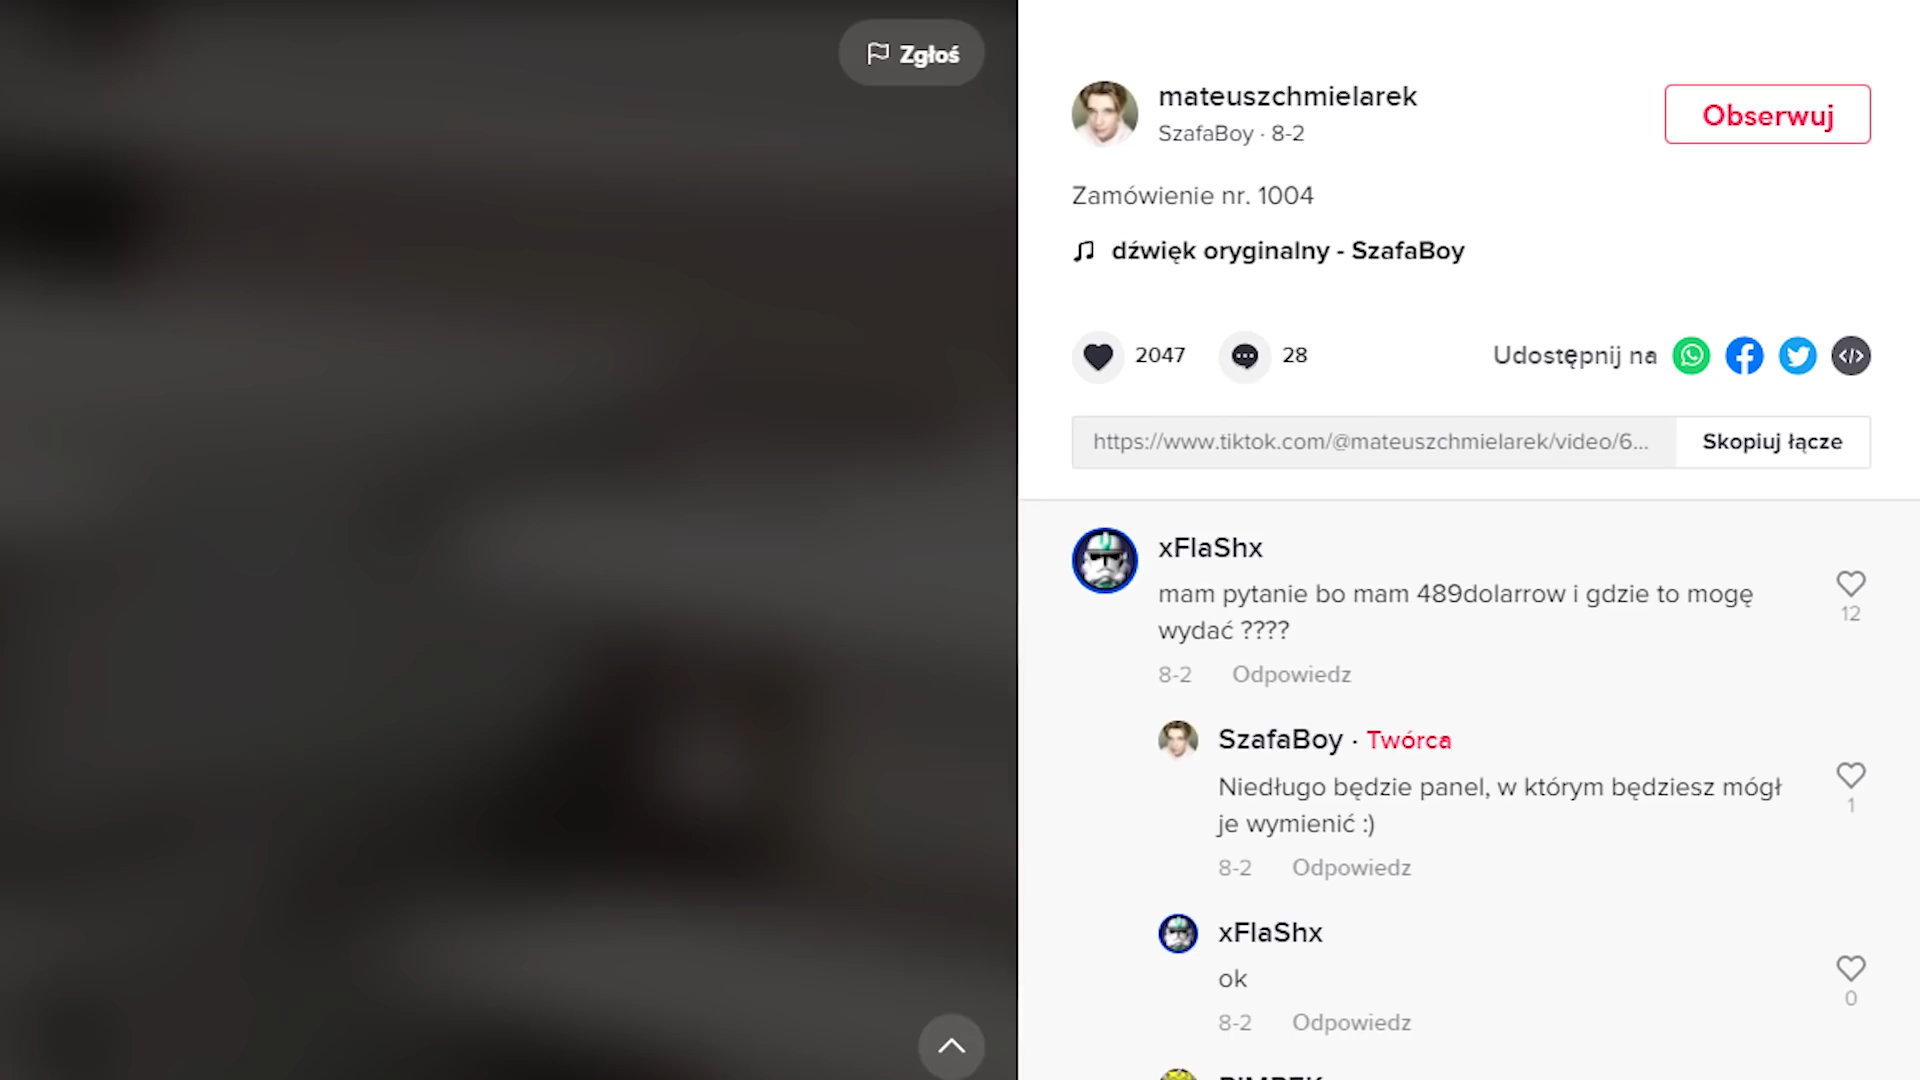 Zgłoś
mateuszchmielarek
SzafaBoy · 8-2
Obserwuj
Zamówienie nr. 1004
dźwięk oryginalny - SzafaBoy
2047
28
Udostępnij na
https://www.tiktok.com/@mateuszchmielarek/video/6...
Skopiuj łącze
xFlaShx
mam pytanie bo mam 489dolarrow i gdzie to mogę
wydać ????
12
8-2 Odpowiedz
SzafaBoy · Twórca
Niedługo będzie panel, w którym będziesz mógł
je wymienić :)
1
8-2 Odpowiedz
xFlaShx
ok
0
8-2 Odpowiedz